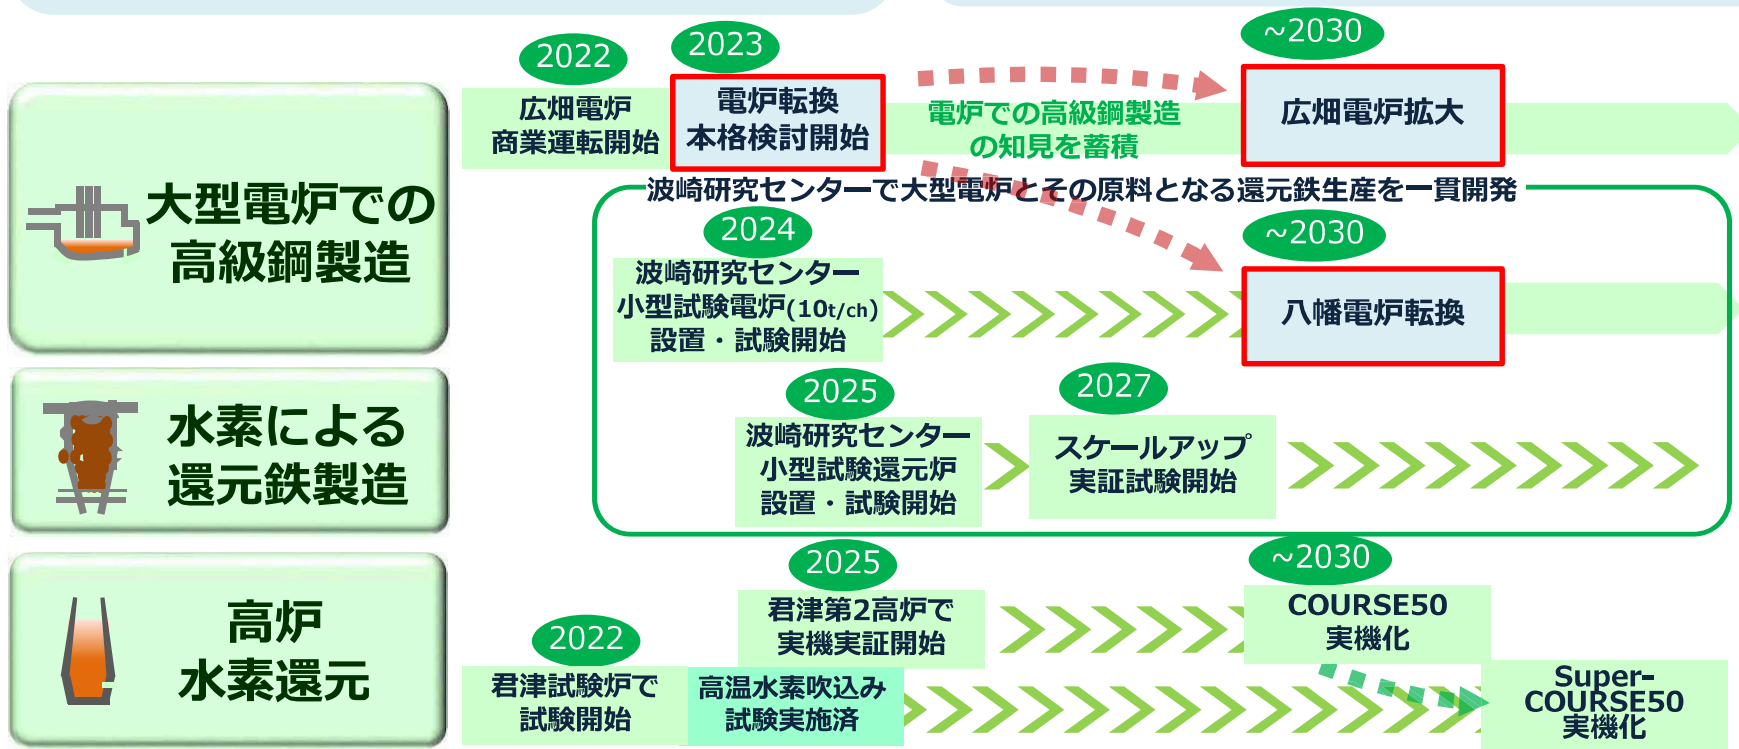 大型電炉での
高級鋼製造
2022
広畑電炉
商業運転開始
2023
電炉転換
本格検討開始
電炉での高級鋼製造
の知見を蓄積
~2030
広畑電炉拡大
波崎研究センターで大型電炉とその原料となる還元鉄生産を一貫開発
2024
波崎研究センター
小型試験電炉(10t/ch)
設置・試験開始
~2030
八幡電炉転換
水素による
還元鉄製造
2025
波崎研究センター
小型試験還元炉
設置・試験開始
2027
スケールアップ
実証試験開始
高炉
水素還元
2025
君津第2高炉で
実機実証開始
~2030
COURSE50
実機化
2022
君津試験炉で
試験開始
高温水素吹込み
試験実施済
Super-
COURSE50
実機化